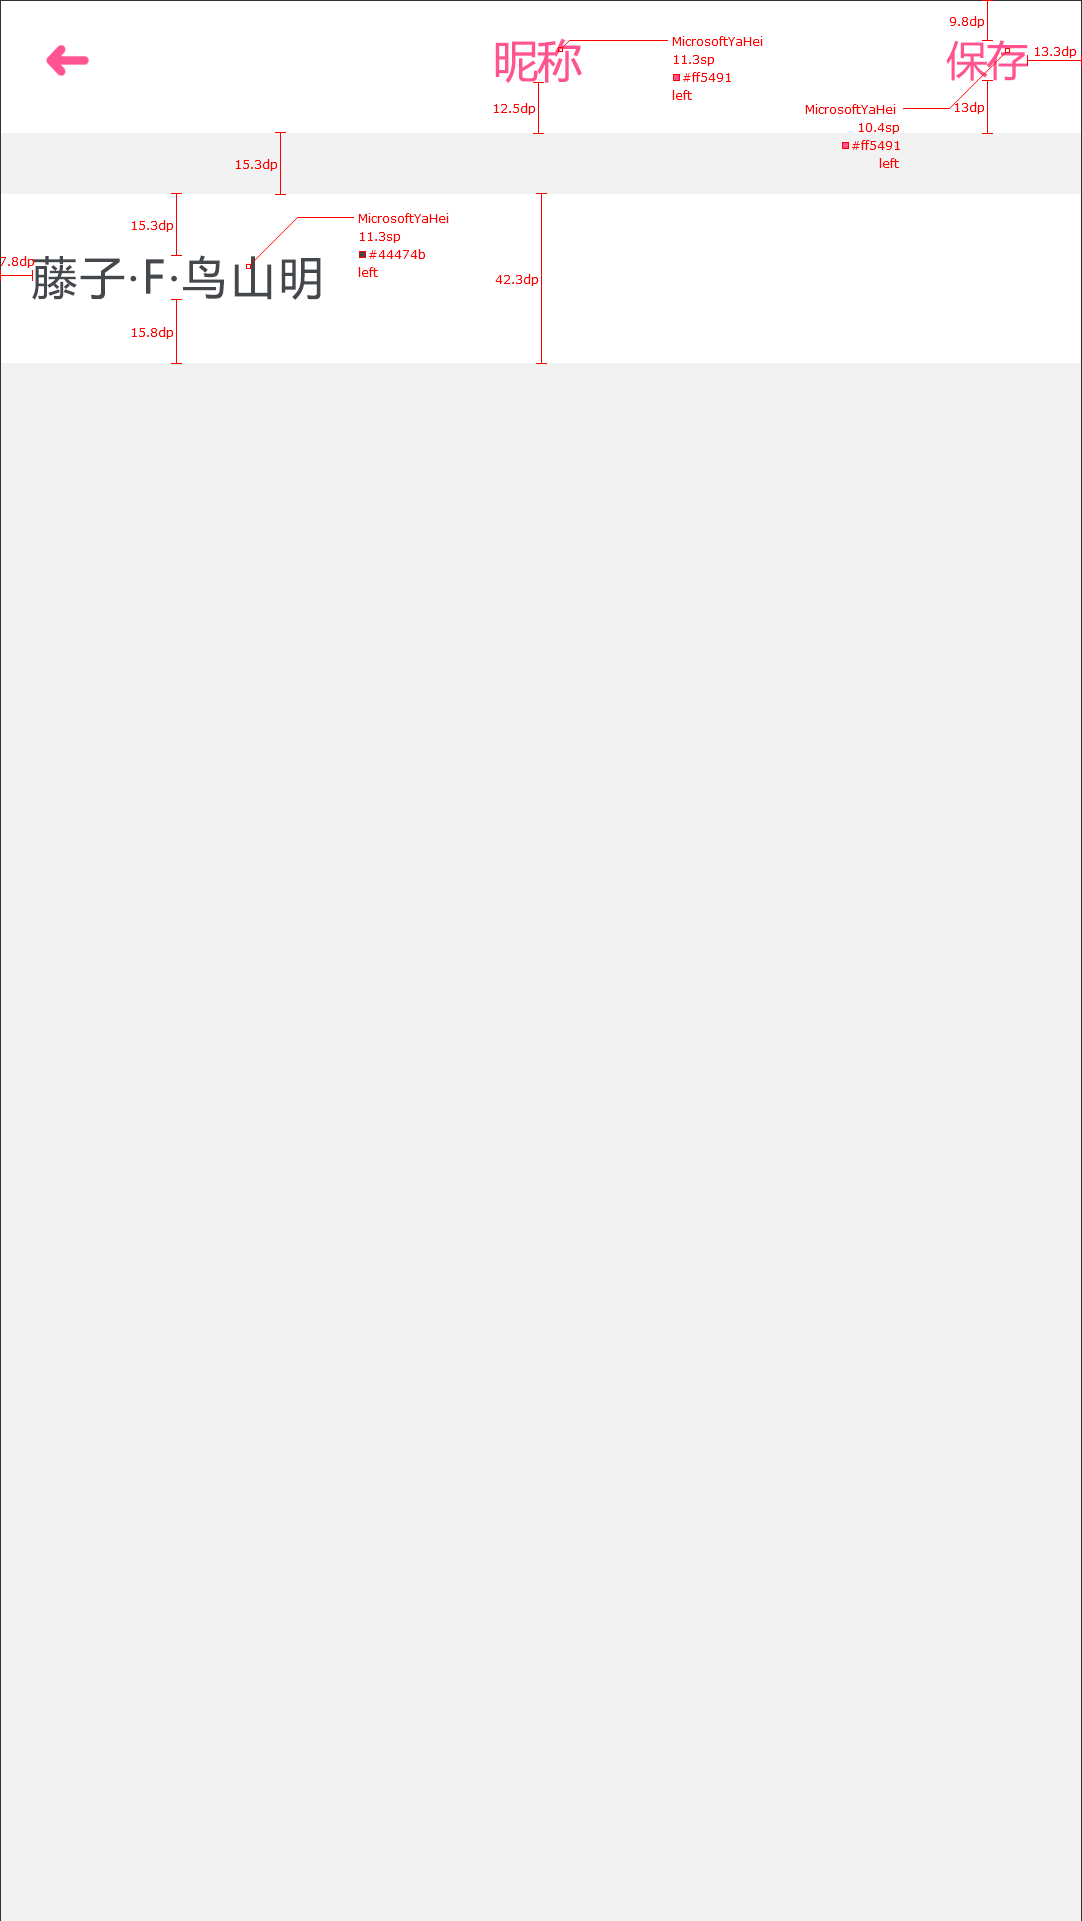 9.8dp
昵称
保存
MicrosoftYaHei
11.3sp
#ff5491
left
13.3dp
12.5dp
13dp
MicrosoftYaHei
10.4sp
#ff5491
left
15.3dp
15.3dp
MicrosoftYaHei
11.3sp
#44474b
left
7.8dp
藤子·F·鸟山明
42.3dp
15.8dp